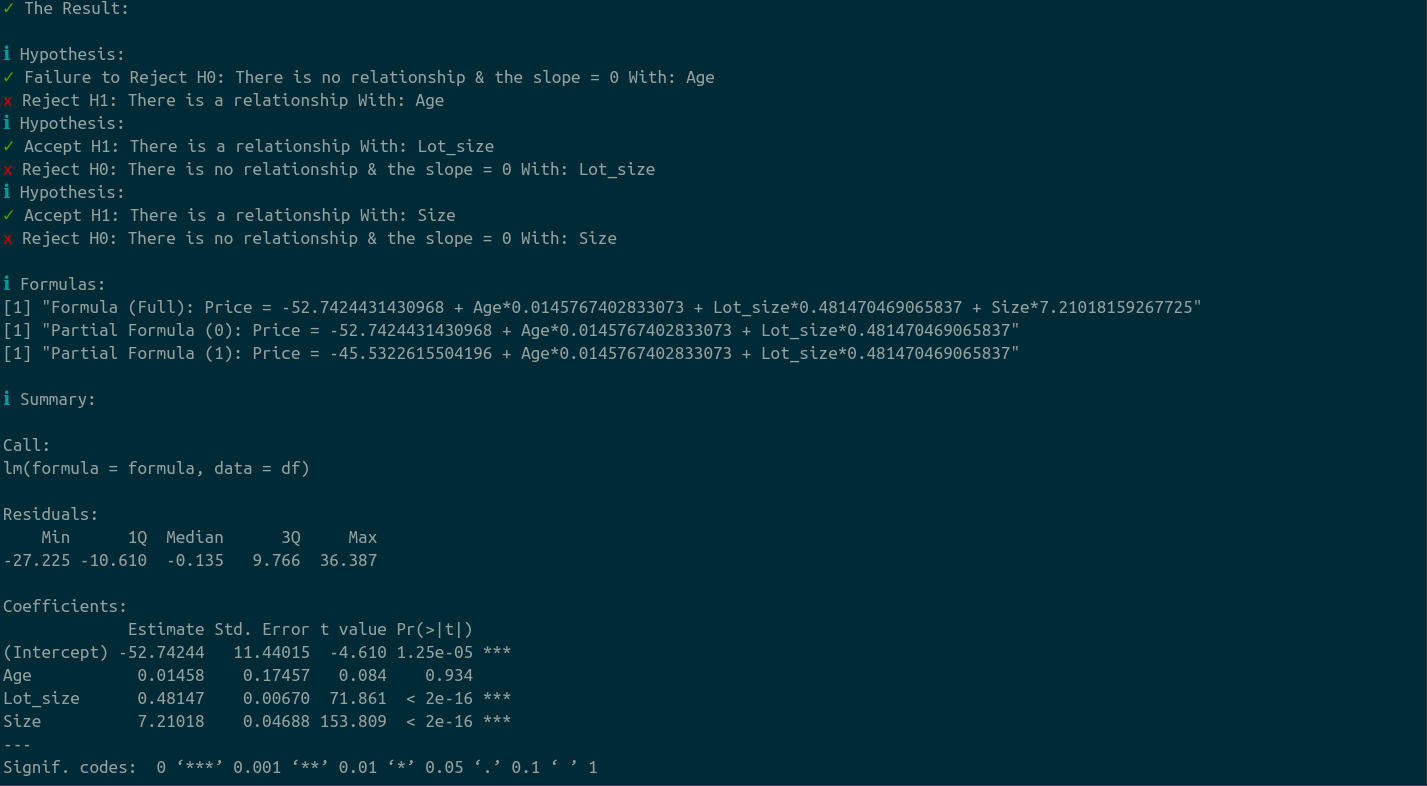 ✓ The Result:

ℹ Hypothesis:
✓ Failure to Reject H0: There is no relationship & the slope = 0 With: Age
x Reject H1: There is a relationship With: Age
ℹ Hypothesis:
✓ Accept H1: There is a relationship With: Lot_size
x Reject H0: There is no relationship & the slope = 0 With: Lot_size
ℹ Hypothesis:
✓ Accept H1: There is a relationship With: Size
x Reject H0: There is no relationship & the slope = 0 With: Size

ℹ Formulas:
[1] "Formula (Full): Price = -52.7424431430968 + Age*0.0145767402833073 + Lot_size*0.481470469065837 + Size*7.21018159267725"
[1] "Partial Formula (0): Price = -52.7424431430968 + Age*0.0145767402833073 + Lot_size*0.481470469065837"
[1] "Partial Formula (1): Price = -45.5322615504196 + Age*0.0145767402833073 + Lot_size*0.481470469065837"

ℹ Summary:

Call:
lm(formula = formula, data = df)

Residuals:
    Min      1Q  Median      3Q     Max
-27.225 -10.610  -0.135   9.766  36.387

Coefficients:
             Estimate Std. Error t value Pr(>|t|)
(Intercept) -52.74244   11.44015  -4.610 1.25e-05 ***
Age           0.01458    0.17457   0.084    0.934
Lot_size      0.48147    0.00670  71.861  < 2e-16 ***
Size          7.21018    0.04688 153.809  < 2e-16 ***
---
Signif. codes:  0 ‘***’ 0.001 ‘**’ 0.01 ‘*’ 0.05 ‘.’ 0.1 ‘ ’ 1